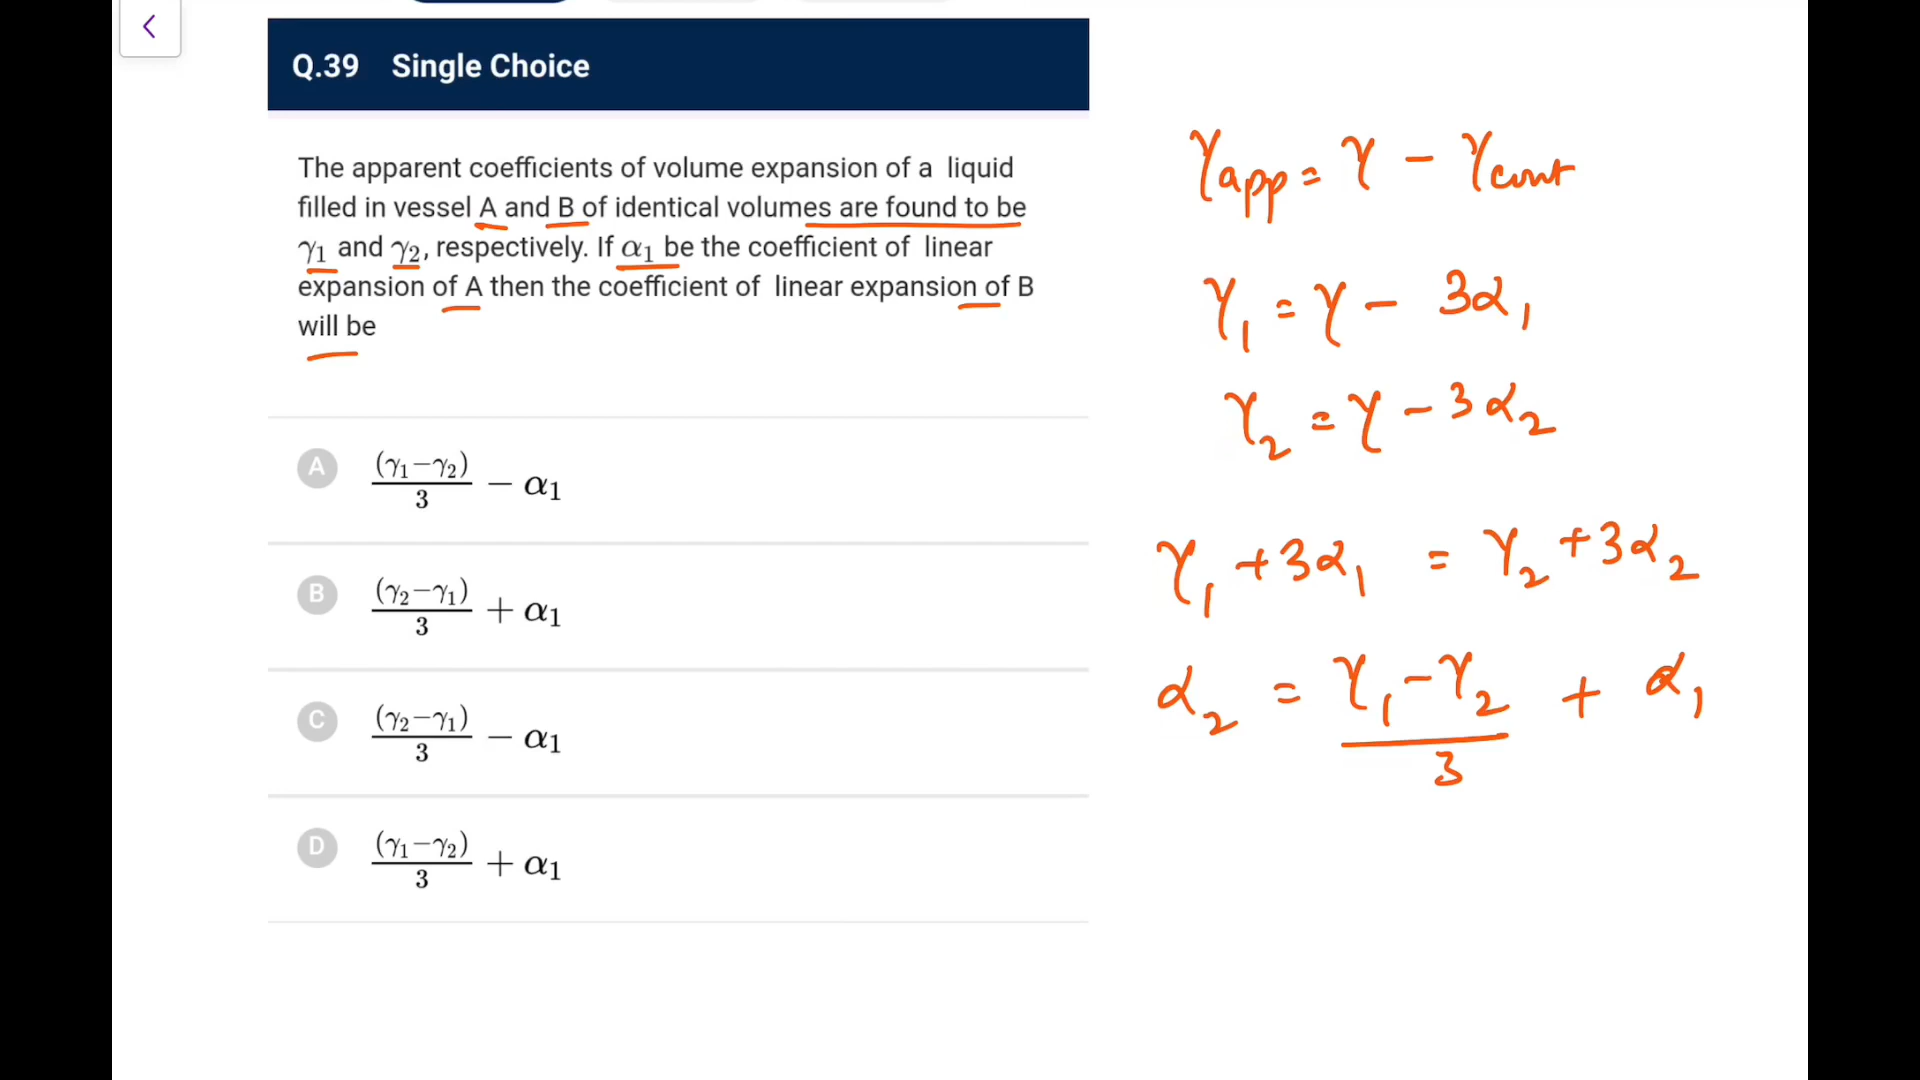 Q.39 Single Choice
The apparent coefficients of volume expansion of a liquid
filled in vessel A and B of identical volumes are found to be
γ₁ and γ₂, respectively. If α₁ be the coefficient of linear
expansion of A then the coefficient of linear expansion of B
will be
A (γ₁−γ₂)/3 − α₁
B (γ₂−γ₁)/3 + α₁
C (γ₂−γ₁)/3 − α₁
D (γ₁−γ₂)/3 + α₁
γapp = γ − γcont
γ₁ = γ − 3α₁
γ₂ = γ − 3α₂
γ₁ + 3α₁ = γ₂ + 3α₂
α₂ = (γ₁ − γ₂)/3 + α₁